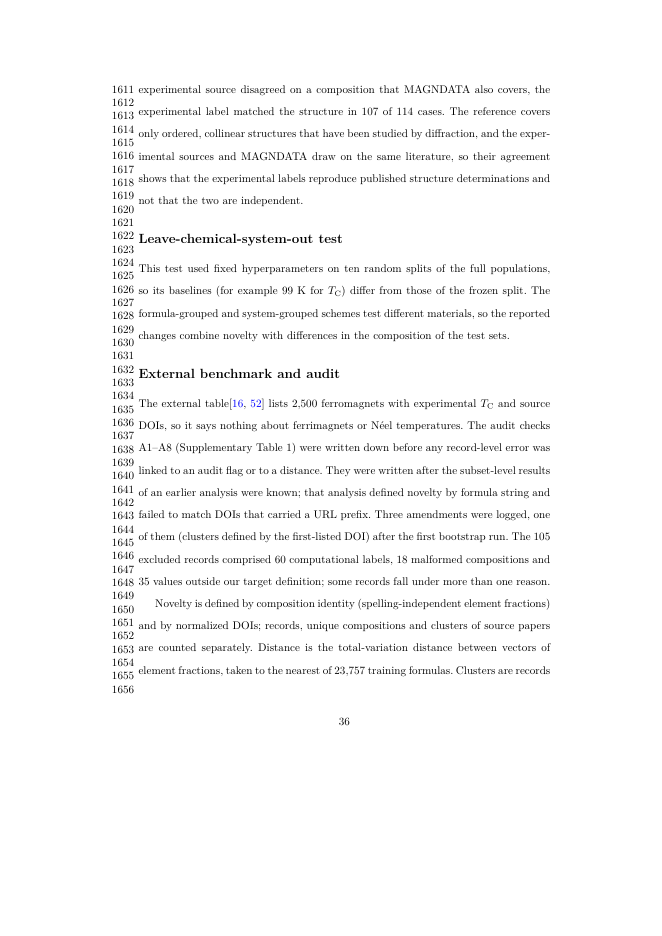 1611 experimental source disagreed on a composition that MAGNDATA also covers, the
1612
1613 experimental label matched the structure in 107 of 114 cases. The reference covers
1614 only ordered, collinear structures that have been studied by diffraction, and the exper-
1615
1616 imental sources and MAGNDATA draw on the same literature, so their agreement
1617
1618 shows that the experimental labels reproduce published structure determinations and
1619 not that the two are independent.
1620
1621
1622 Leave-chemical-system-out test
1623
1624 This test used fixed hyperparameters on ten random splits of the full populations,
1625
1626 so its baselines (for example 99 K for T_C) differ from those of the frozen split. The
1627
1628 formula-grouped and system-grouped schemes test different materials, so the reported
1629 changes combine novelty with differences in the composition of the test sets.
1630
1631
1632 External benchmark and audit
1633
1634 The external table[16, 52] lists 2,500 ferromagnets with experimental T_C and source
1635
1636 DOIs, so it says nothing about ferrimagnets or Néel temperatures. The audit checks
1637
1638 A1–A8 (Supplementary Table 1) were written down before any record-level error was
1639 linked to an audit flag or to a distance. They were written after the subset-level results
1640
1641 of an earlier analysis were known; that analysis defined novelty by formula string and
1642
1643 failed to match DOIs that carried a URL prefix. Three amendments were logged, one
1644 of them (clusters defined by the first-listed DOI) after the first bootstrap run. The 105
1645
1646 excluded records comprised 60 computational labels, 18 malformed compositions and
1647
1648 35 values outside our target definition; some records fall under more than one reason.
1649 Novelty is defined by composition identity (spelling-independent element fractions)
1650
1651 and by normalized DOIs; records, unique compositions and clusters of source papers
1652
1653 are counted separately. Distance is the total-variation distance between vectors of
1654 element fractions, taken to the nearest of 23,757 training formulas. Clusters are records
1655
1656
36